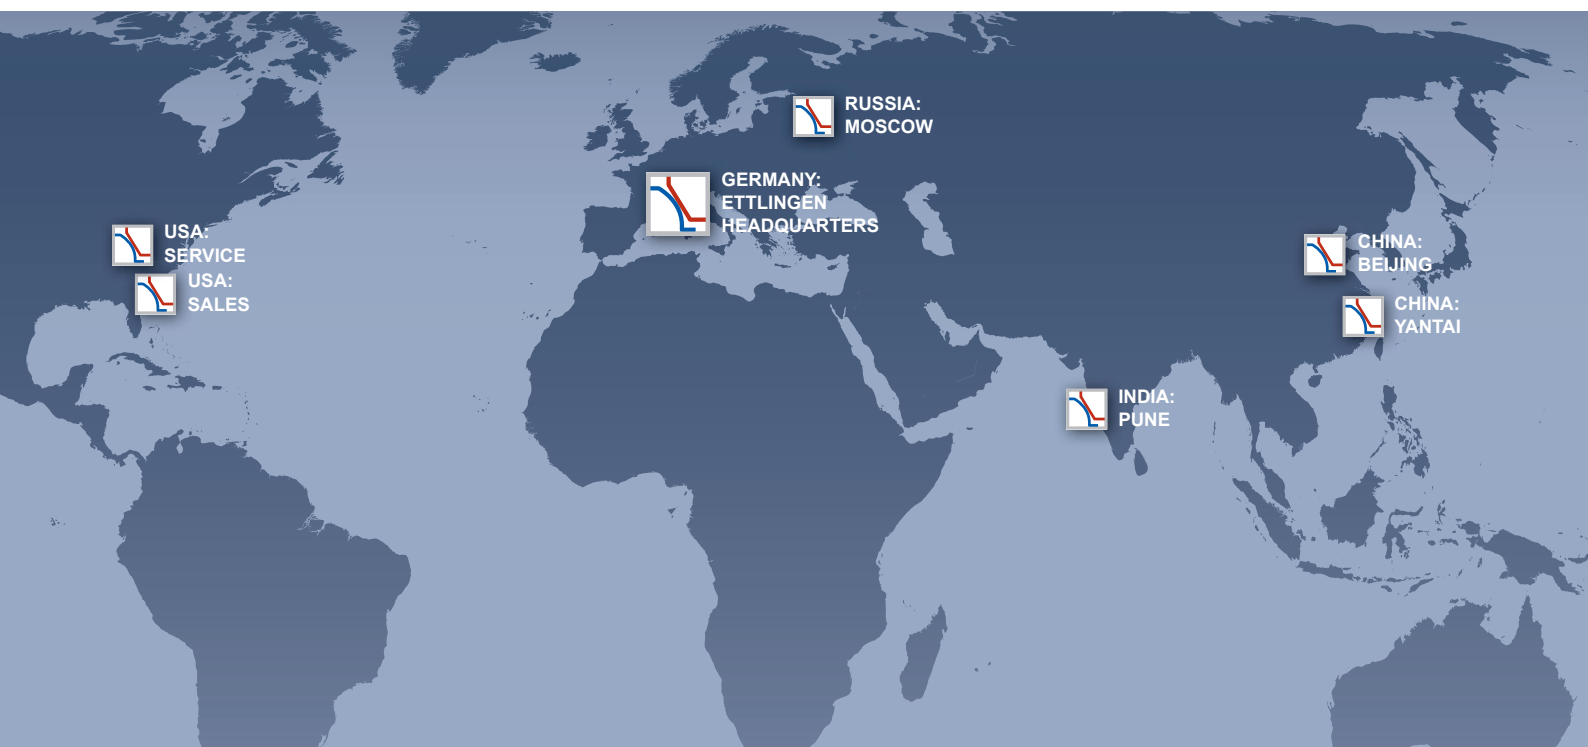 RUSSIA:
MOSCOW
GERMANY:
ETTLINGEN
HEADQUARTERS
USA:
SERVICE
USA:
SALES
CHINA:
BEIJING
CHINA:
YANTAI
INDIA:
PUNE